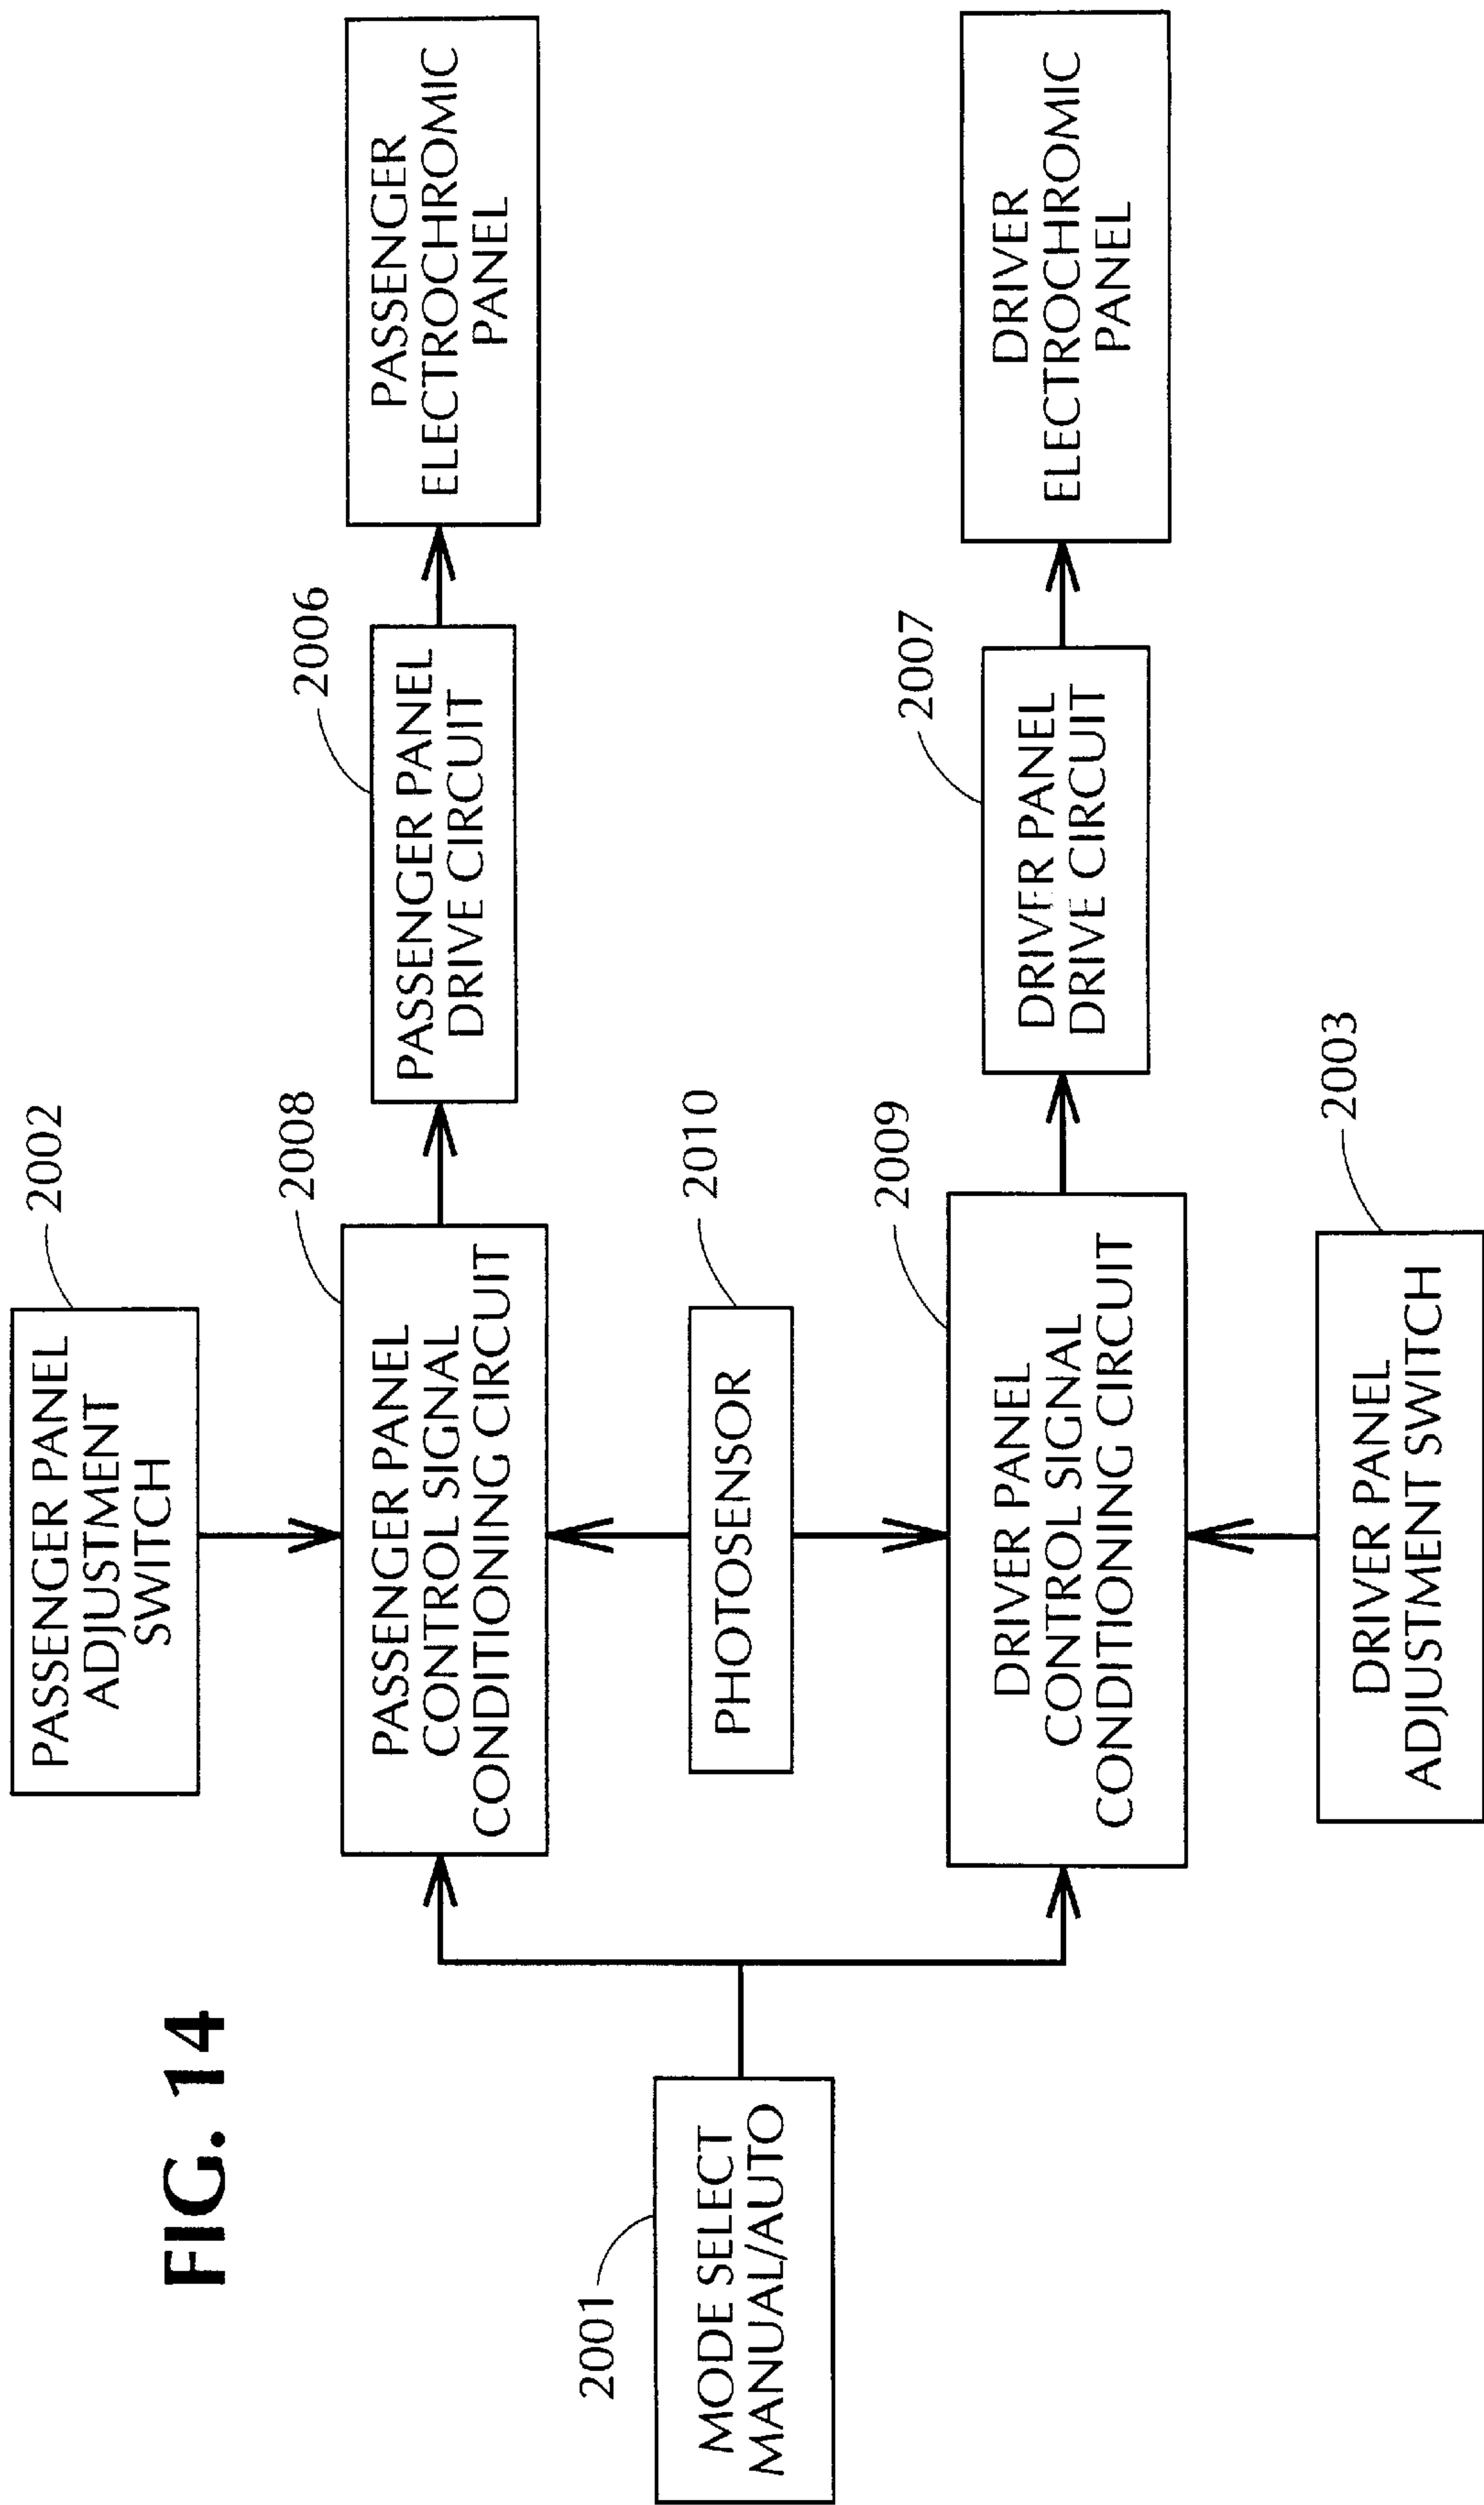 FIG. 14
2002
PASSENGER PANEL
ADJUSTMENT
SWITCH
2008
PASSENGER PANEL
CONTROL SIGNAL
CONDITIONING CIRCUIT
2006
PASSENGER PANEL
DRIVE CIRCUIT
PASSENGER
ELECTROCHROMIC
PANEL
2001
MODE SELECT
MANUAL/AUTO
2010
PHOTOSENSOR
2009
DRIVER PANEL
CONTROL SIGNAL
CONDITIONING CIRCUIT
2007
DRIVER PANEL
DRIVE CIRCUIT
DRIVER
ELECTROCHROMIC
PANEL
2003
DRIVER PANEL
ADJUSTMENT SWITCH